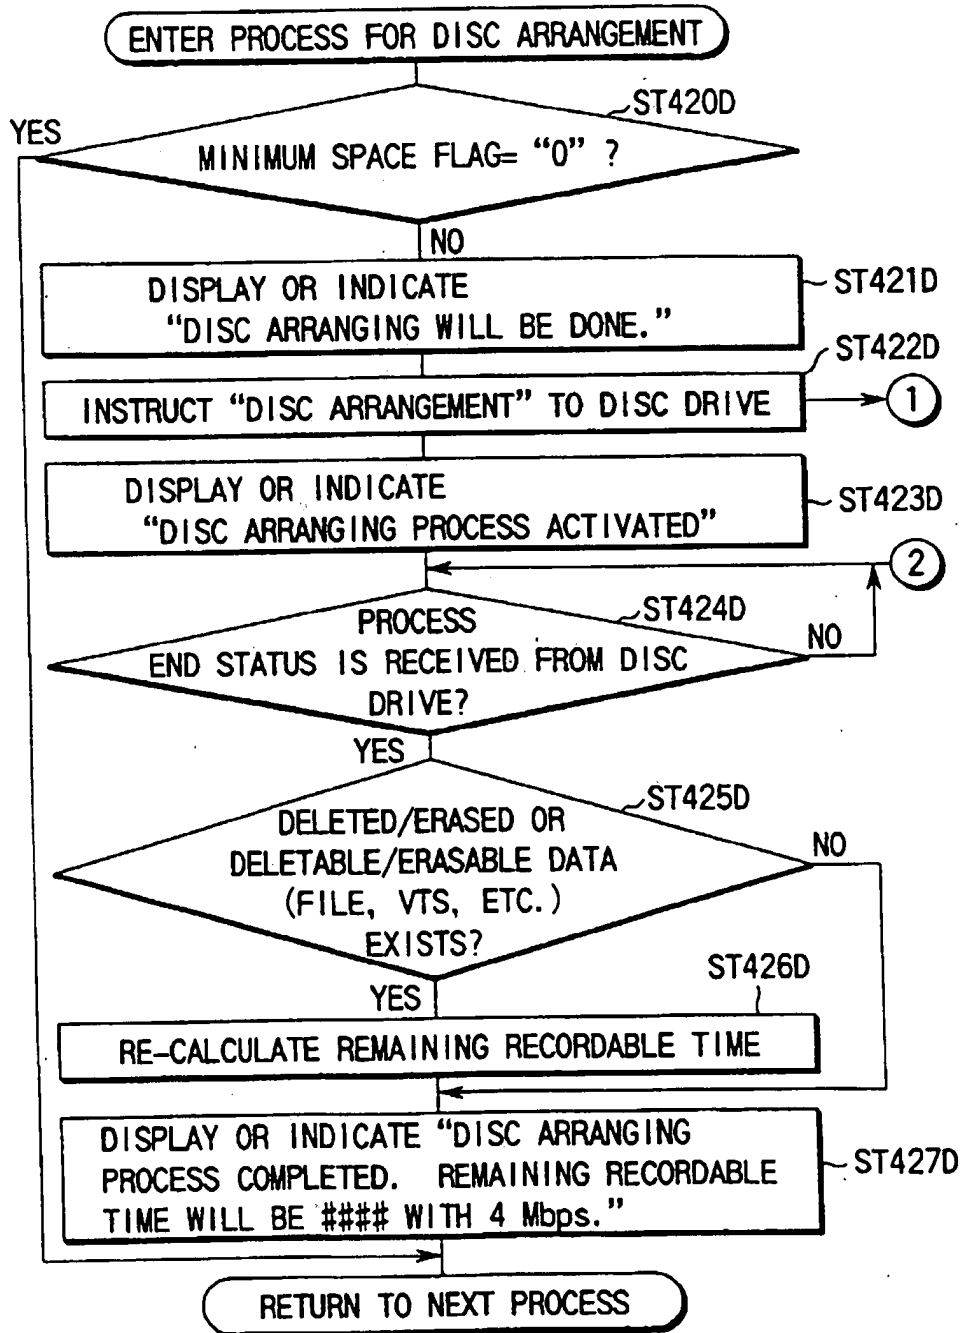 ENTER PROCESS FOR DISC ARRANGEMENT
ST420D
YES
MINIMUM SPACE FLAG= “0” ?
NO
DISPLAY OR INDICATE
“DISC ARRANGING WILL BE DONE.”
ST421D
ST422D
INSTRUCT “DISC ARRANGEMENT” TO DISC DRIVE
1
DISPLAY OR INDICATE
“DISC ARRANGING PROCESS ACTIVATED”
ST423D
2
ST424D
PROCESS
END STATUS IS RECEIVED FROM DISC
DRIVE?
NO
YES
ST425D
DELETED/ERASED OR
DELETABLE/ERASABLE DATA
(FILE, VTS, ETC.)
EXISTS?
NO
YES
ST426D
RE-CALCULATE REMAINING RECORDABLE TIME
DISPLAY OR INDICATE “DISC ARRANGING
PROCESS COMPLETED. REMAINING RECORDABLE
TIME WILL BE #### WITH 4 Mbps.”
ST427D
RETURN TO NEXT PROCESS